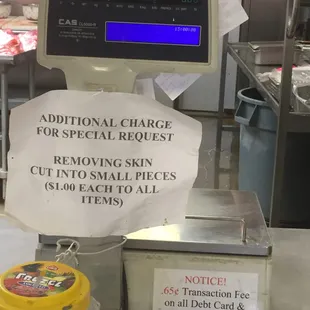 CAS
ADDITIONAL CHARGE
FOR SPECIAL REQUEST
REMOVING SKIN
CUT INTO SMALL PIECES
($1.00 EACH TO ALL
ITEMS)
NOTICE!
.65¢ Transaction Fee
on all Debit Card &